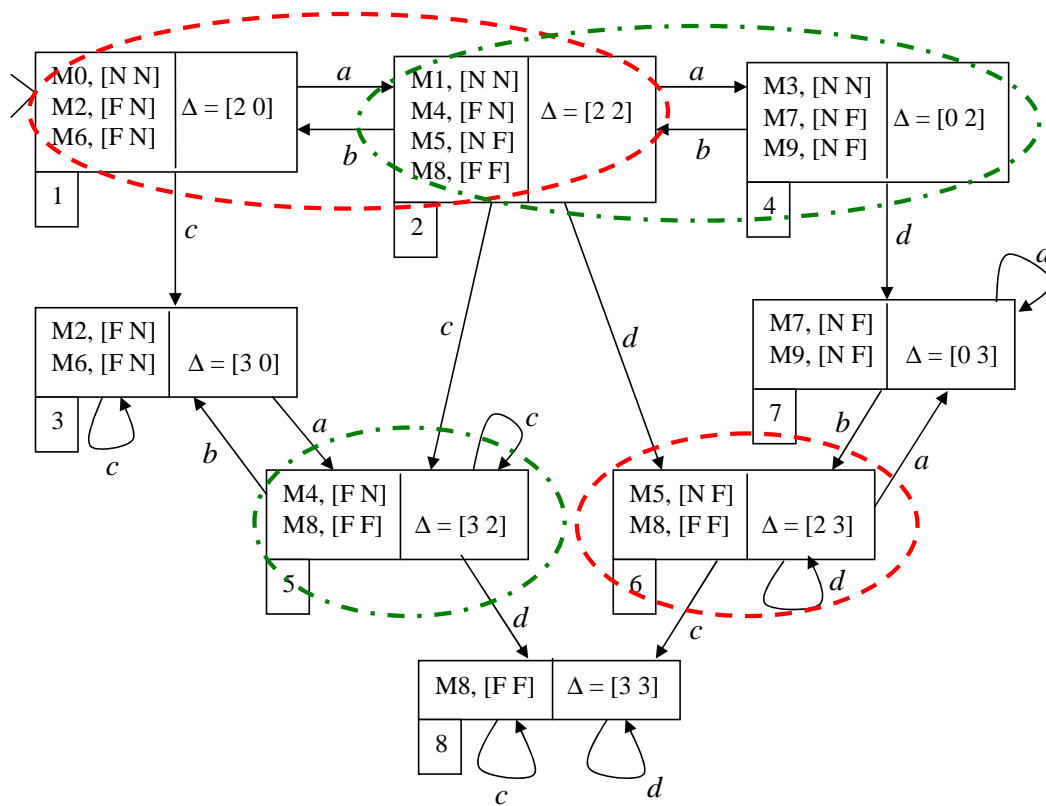 M0, [N N]
M2, [F N]
M6, [F N]
Δ = [2 0]
1
a
b
M1, [N N]
M4, [F N]
M5, [N F]
M8, [F F]
Δ = [2 2]
2
a
b
M3, [N N]
M7, [N F]
M9, [N F]
Δ = [0 2]
4
c
d
d
M2, [F N]
M6, [F N]
Δ = [3 0]
3
c
c
d
M7, [N F]
M9, [N F]
Δ = [0 3]
7
a
b
c
b
a
M4, [F N]
M8, [F F]
Δ = [3 2]
5
M5, [N F]
M8, [F F]
Δ = [2 3]
6
d
d
c
M8, [F F]
Δ = [3 3]
8
c
d